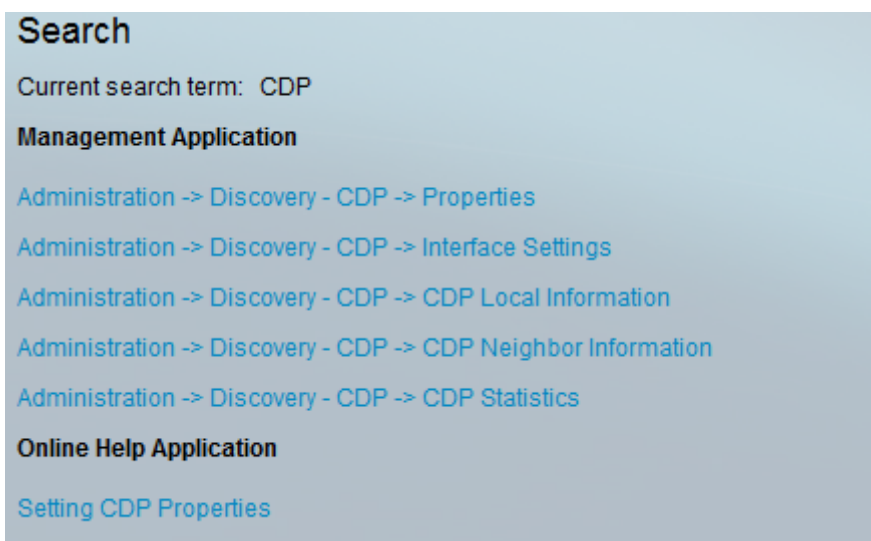 Search
Current search term: CDP
Management Application
Administration -> Discovery - CDP -> Properties
Administration -> Discovery - CDP -> Interface Settings
Administration -> Discovery - CDP -> CDP Local Information
Administration -> Discovery - CDP -> CDP Neighbor Information
Administration -> Discovery - CDP -> CDP Statistics
Online Help Application
Setting CDP Properties